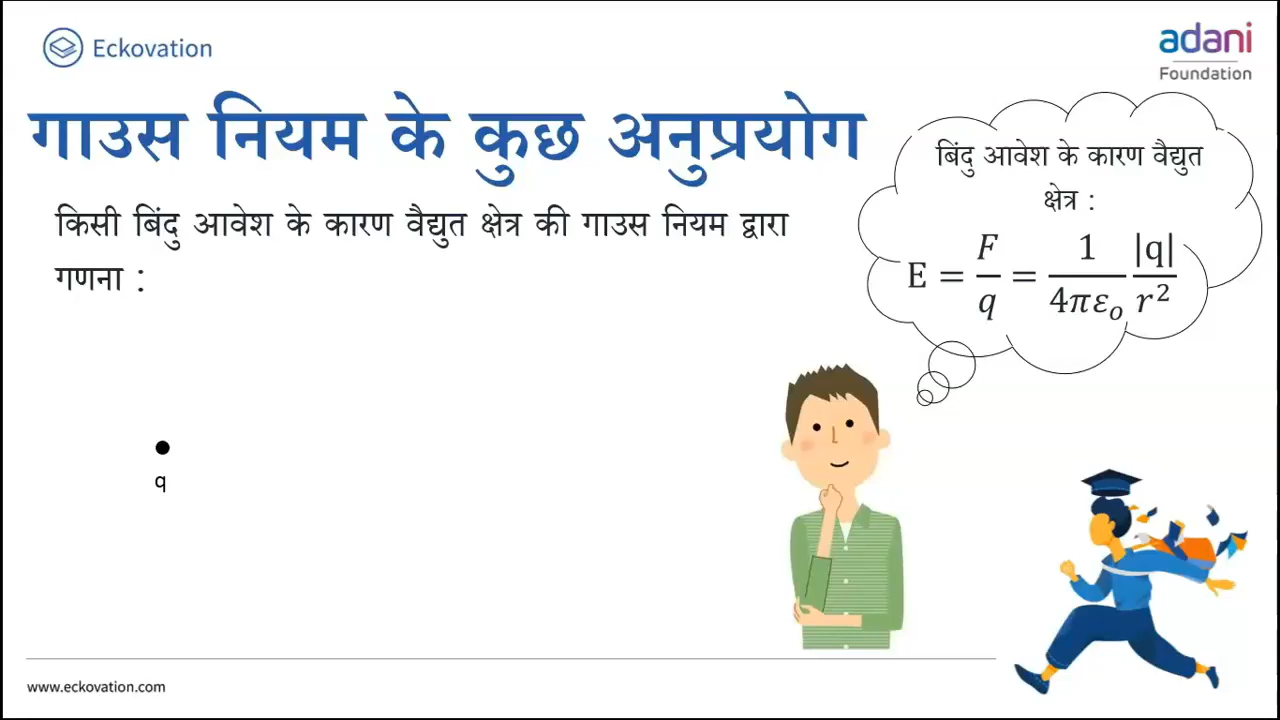 Eckovation
adani
Foundation
गाउस नियम के कुछ अनुप्रयोग
किसी बिंदु आवेश के कारण वैद्युत क्षेत्र की गाउस नियम द्वारा
गणना :
बिंदु आवेश के कारण वैद्युत
क्षेत्र :
E = F/q = 1/4πε₀ |q|/r²
q
www.eckovation.com